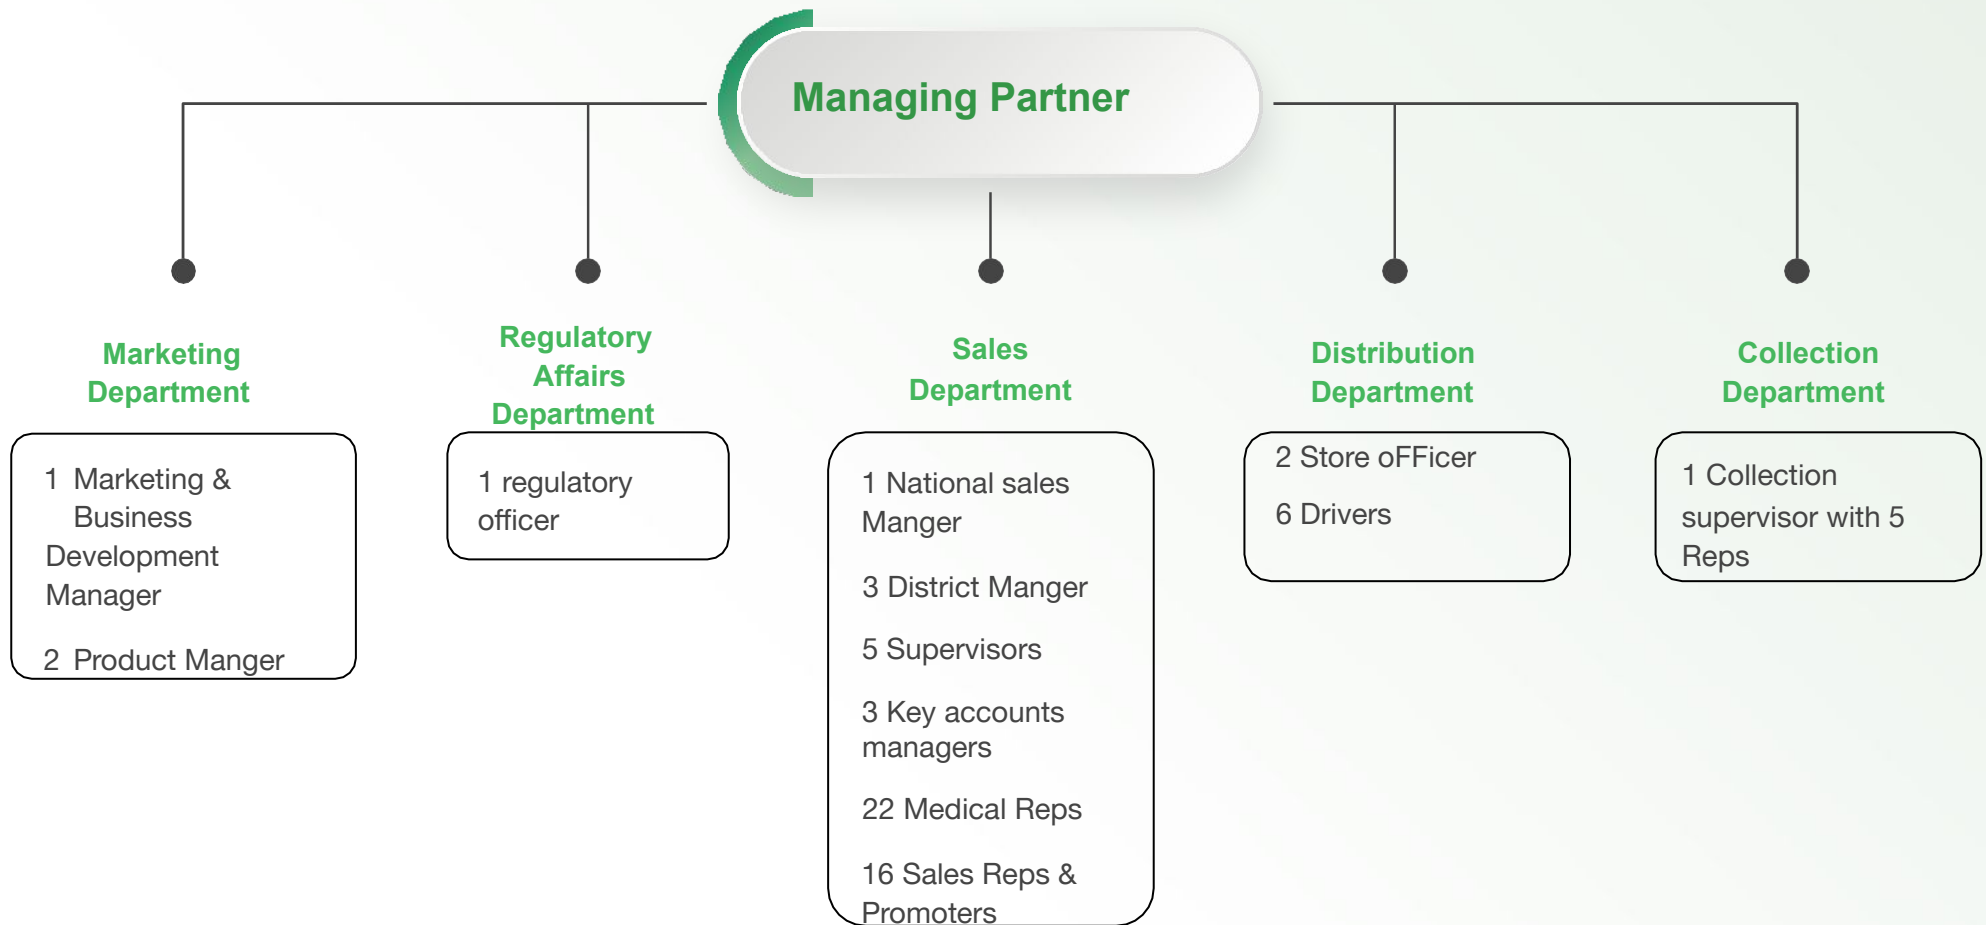 Managing Partner
Marketing
Department
1 Marketing &
Business
Development
Manager
2 Product Manger
Regulatory
Affairs
Department
1 regulatory
officer
Sales
Department
1 National sales
Manger
3 District Manger
5 Supervisors
3 Key accounts
managers
22 Medical Reps
16 Sales Reps &
Promoters
Distribution
Department
2 Store oFFicer
6 Drivers
Collection
Department
1 Collection
supervisor with 5
Reps